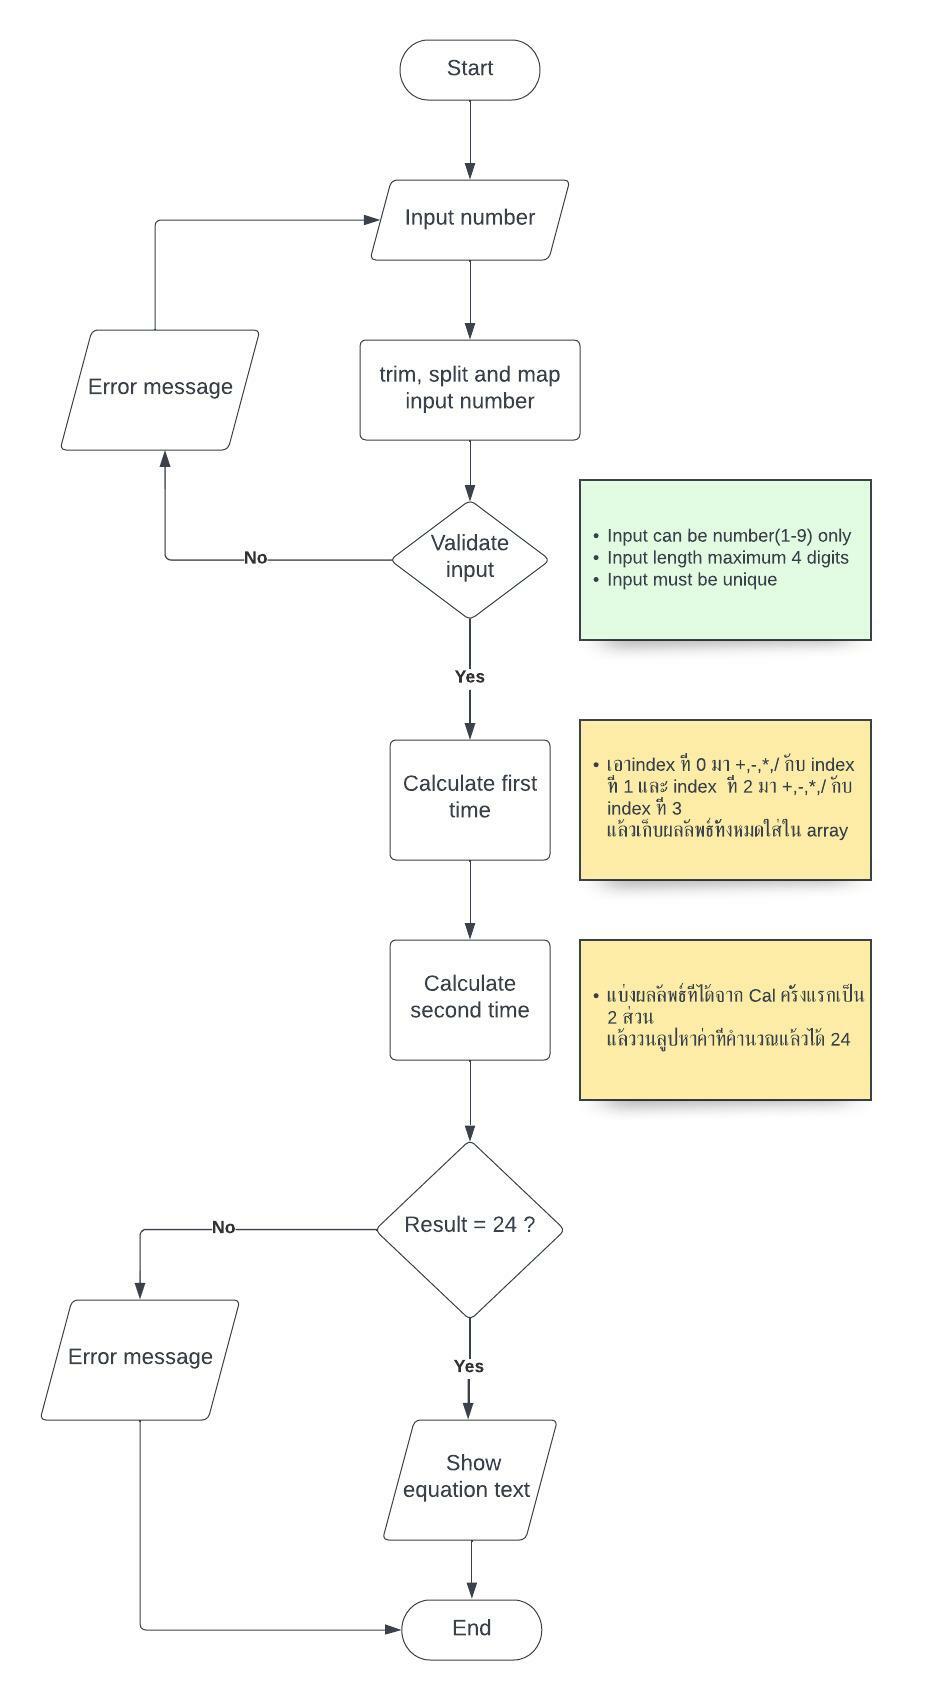 Start
Input number
Error message
trim, split and map
input number
Validate
input
No
• Input can be number(1-9) only
• Input length maximum 4 digits
• Input must be unique
Yes
Calculate first
time
• เอาindex ที่ 0 มา +,-,*,/ กับ index
ที่ 1 และ index ที่ 2 มา +,-,*,/ กับ
index ที่ 3
แล้วเก็บผลลัพธ์ทั้งหมดใส่ใน array
Calculate
second time
• แบ่งผลลัพธ์ที่ได้จาก Cal ครั้งแรกเป็น
2 ส่วน
แล้ววนลูปหาค่าที่คำนวณแล้วได้ 24
Result = 24 ?
No
Error message
Yes
Show
equation text
End